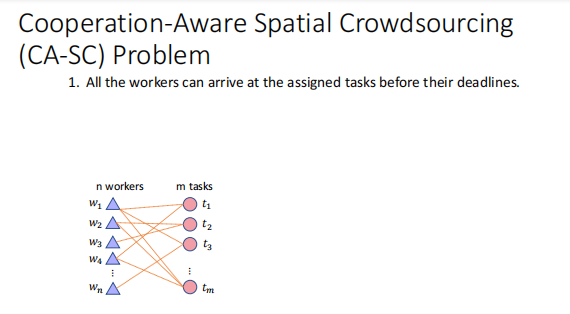 Cooperation-Aware Spatial Crowdsourcing
(CA-SC) Problem
1. All the workers can arrive at the assigned tasks before their deadlines.
n workers m tasks
w₁ t₁
w₂ t₂
w₃ t₃
w₄
⋮ ⋮
wₙ tₘ